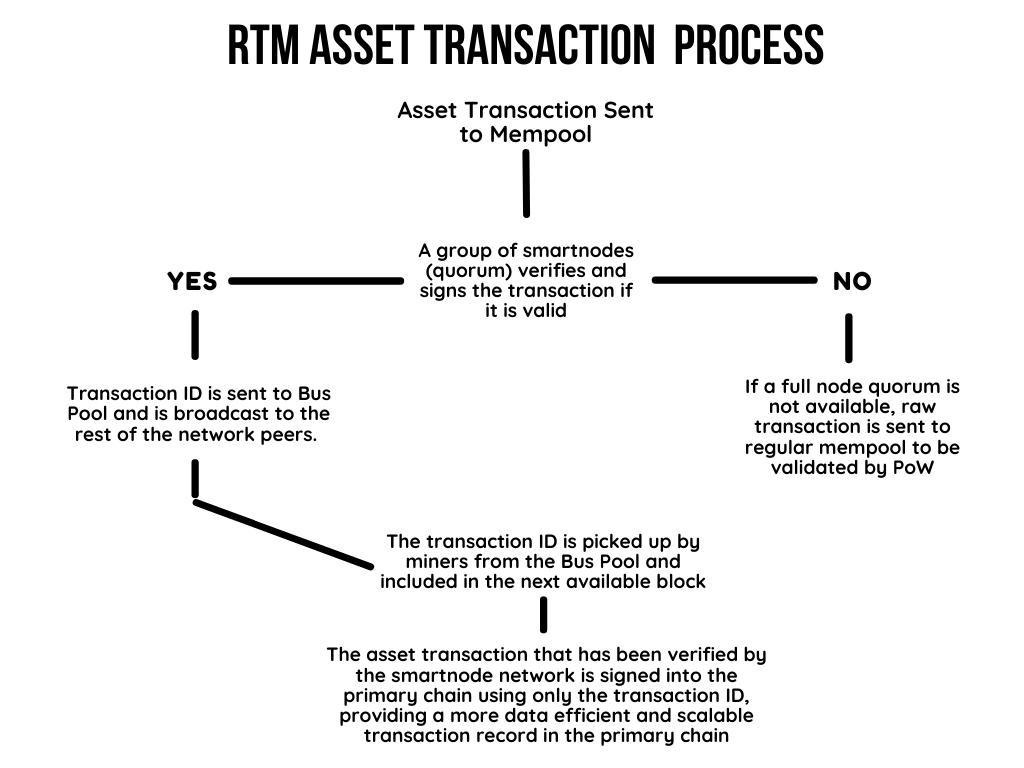 RTM ASSET TRANSACTION PROCESS
Asset Transaction Sent
to Mempool
A group of smartnodes
(quorum) verifies and
signs the transaction if
it is valid
YES
NO
Transaction ID is sent to Bus
Pool and is broadcast to the
rest of the network peers.
If a full node quorum is
not available, raw
transaction is sent to
regular mempool to be
validated by PoW
The transaction ID is picked up by
miners from the Bus Pool and
included in the next available block
The asset transaction that has been verified by
the smartnode network is signed into the
primary chain using only the transaction ID,
providing a more data efficient and scalable
transaction record in the primary chain